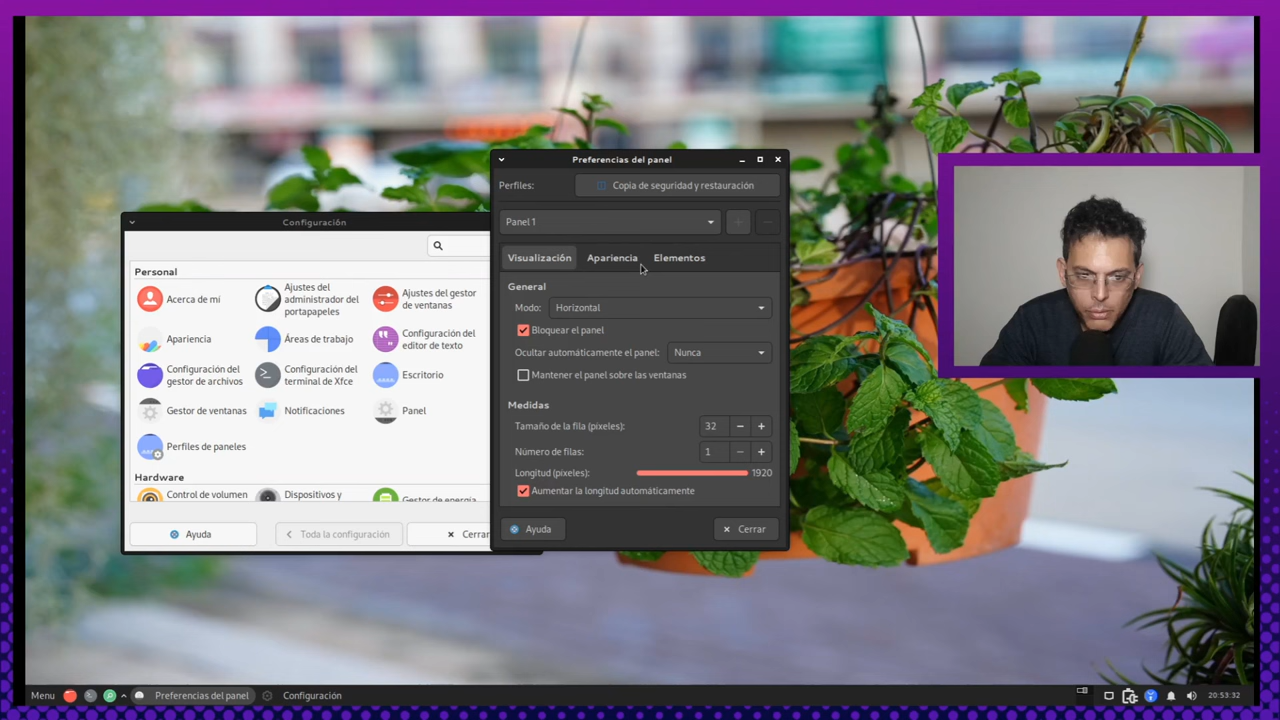 Preferencias del panel
Perfiles:
Copia de seguridad y restauración
Panel 1
Visualización
Apariencia
Elementos
General
Modo:
Horizontal
Bloquear el panel
Ocultar automáticamente el panel:
Nunca
Mantener el panel sobre las ventanas
Medidas
Tamaño de la fila (píxeles):
32
Número de filas:
1
Longitud (píxeles):
1920
Aumentar la longitud automáticamente
Ayuda
Cerrar
Configuración
Personal
Acerca de mí
Ajustes del
administrador del
portapapeles
Ajustes del gestor
de ventanas
Apariencia
Áreas de trabajo
Configuración del
editor de texto
Configuración del
gestor de archivos
Configuración del
terminal de Xfce
Escritorio
Gestor de ventanas
Notificaciones
Panel
Perfiles de paneles
Hardware
Control de volumen
Dispositivos y
Gestor de energía
Ayuda
Toda la configuración
Cerrar
Menu
Preferencias del panel
Configuración
20:53:32